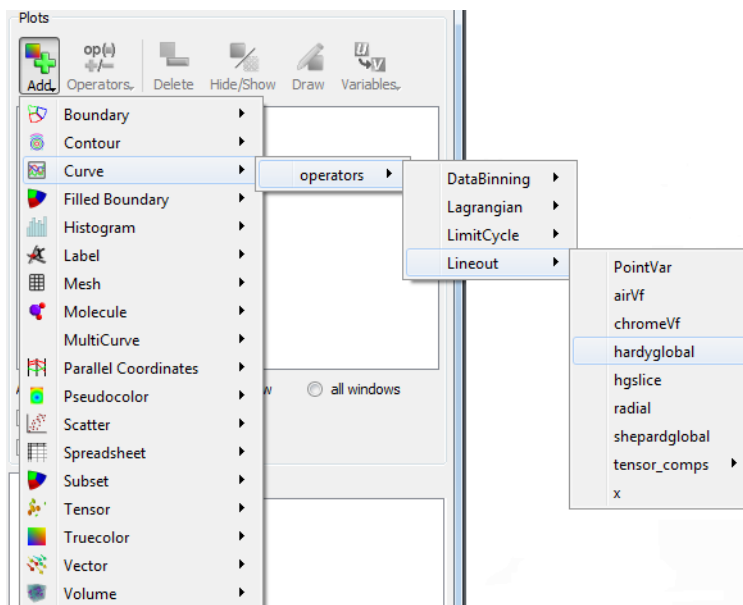 Plots
op(=)
+/-
Add
Operators
Delete
Hide/Show
Draw
Variables
Boundary
Contour
Curve
Filled Boundary
Histogram
Label
Mesh
Molecule
MultiCurve
Parallel Coordinates
Pseudocolor
Scatter
Spreadsheet
Subset
Tensor
Truecolor
Vector
Volume
operators
DataBinning
Lagrangian
LimitCycle
Lineout
PointVar
airVf
chromeVf
hardyglobal
hgslice
radial
shepardglobal
tensor_comps
x
all windows